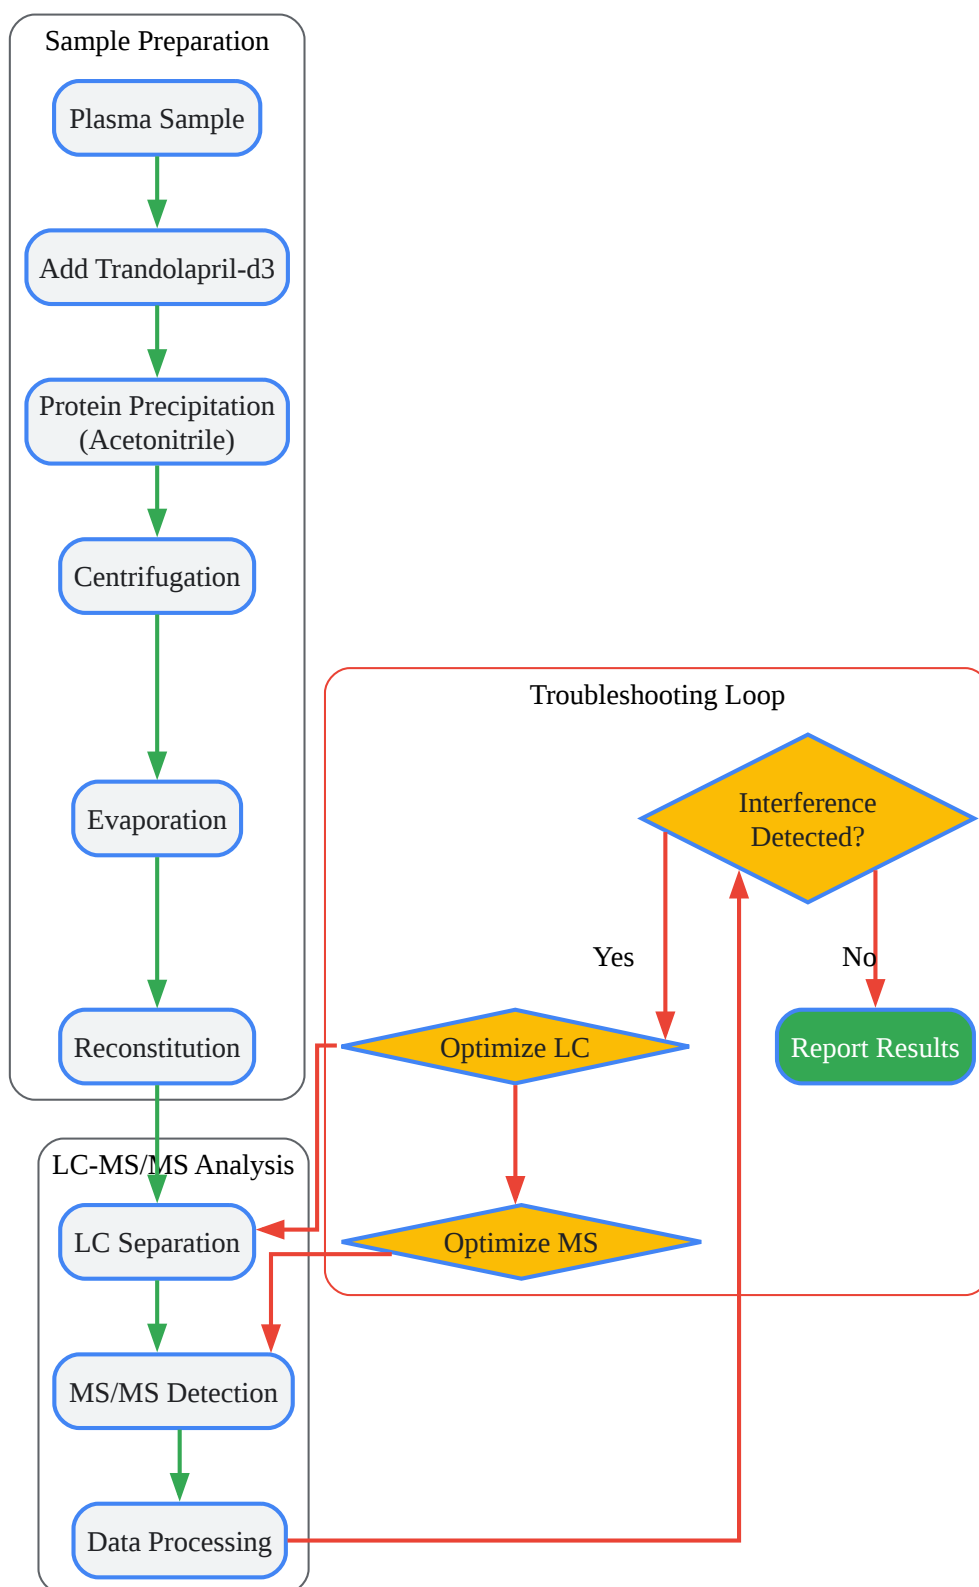 Sample Preparation
Plasma Sample
Add Trandolapril-d3
Protein Precipitation
(Acetonitrile)
Centrifugation
Evaporation
Reconstitution
Troubleshooting Loop
Interference
Detected?
Yes
No
Optimize LC
Report Results
Optimize MS
LC-MS/MS Analysis
LC Separation
MS/MS Detection
Data Processing